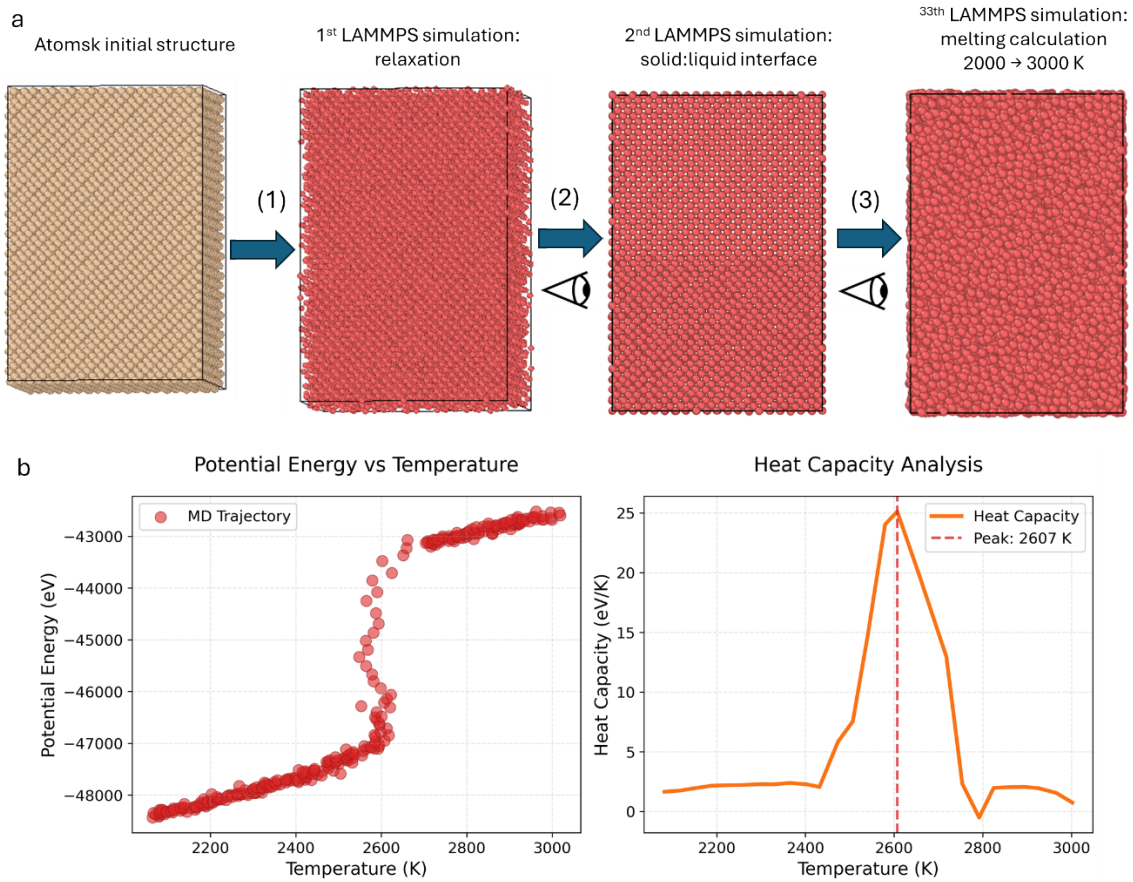 a
Atomsk initial structure
1st LAMMPS simulation:
relaxation
2nd LAMMPS simulation:
solid:liquid interface
33th LAMMPS simulation:
melting calculation
2000 → 3000 K
(1)
(2)
(3)
b
Potential Energy vs Temperature
MD Trajectory
Potential Energy (eV)
−43000
−44000
−45000
−46000
−47000
−48000
2200
2400
2600
2800
3000
Temperature (K)
Heat Capacity Analysis
Heat Capacity
Peak: 2607 K
Heat Capacity (eV/K)
25
20
15
10
5
0
2200
2400
2600
2800
3000
Temperature (K)